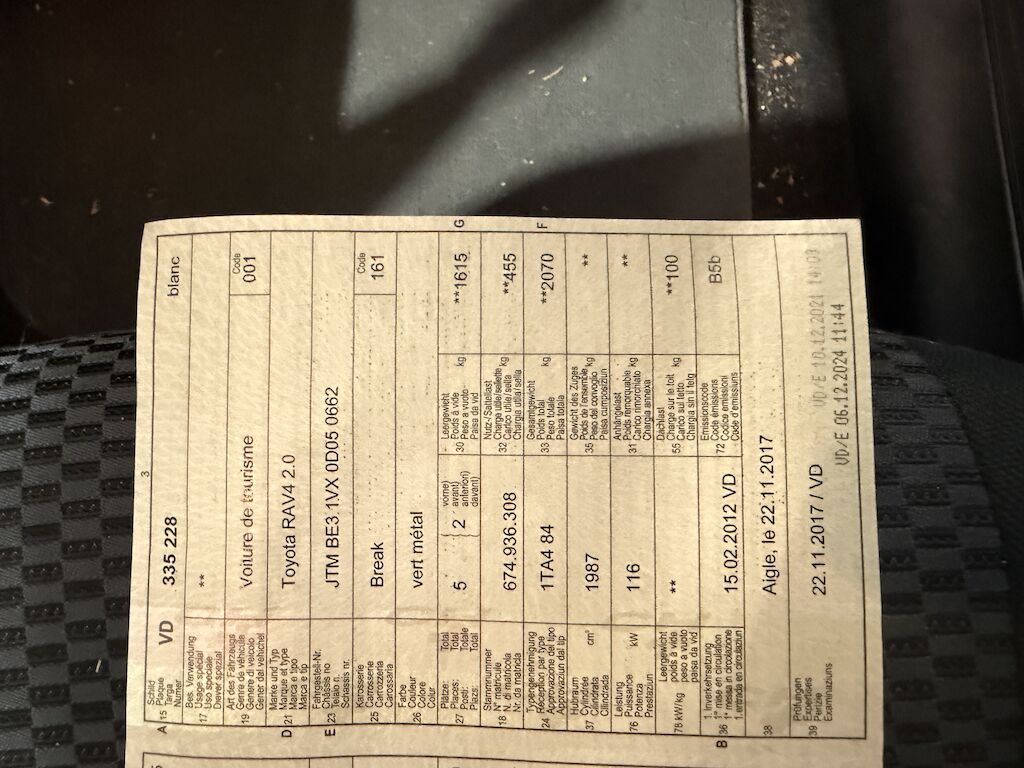 3
A 15 Schild
Plaque
Targa
Numer
VD 335 228 blanc
17 Bes. Verwendung
Usage spécial
Uso speciale
Diever spezial
**
19 Art des Fahrzeugs
Genre de véhicule
Genere di veicolo
Gener dal vehichel
Voiture de tourisme
Code
001
D 21 Marke und Typ
Marque et type
Marca e tipo
Marca e tip
Toyota RAV4 2.0
E 23 Fahrgestell-Nr.
Châssis no
Telaio n.
Schassis nr.
JTM BE3 1VX 0D05 0662
25 Karosserie
Carrosserie
Carrozzeria
Carossaria
Break
Code
161
26 Farbe
Couleur
Colore
Colur
vert métal
27 Plätze: Total
Places: Total
Posti: Totale
Plazs: Total
5 2 vorne)
avant)
anteriori)
davant)
30 Leergewicht
Poids à vide
Peso a vuoto kg
Paisa da vid
**1615 G
18 Stammnummer
N° matricule
N. di matricola
Nr. da matricla
674.936.308
32 Nutz-/Sattellast
Charge utile/sellette kg
Carico utile/sella
Chargia utila/sella
**455
24 Typengenehmigung
Réception par type
Approvazione del tipo
Approvaziun dal tip
1TA4 84
33 Gesamtgewicht
Poids total kg
Peso totale
Paisa totala
**2070 F
37 Hubraum
Cylindrée cm³
Cilindrata
Cilindrada
1987
35 Gewicht des Zuges
Poids de l'ensemble kg
Peso del convoglio
Paisa cumposiziun
**
76 Leistung
Puissance kW
Potenza
Prestaziun
116
31 Anhängelast
Poids remorquable kg
Carico rimorchiato
Chargia annexa
**
78 kW/kg Leergewicht
poids à vide
peso a vuoto
paisa da vid
**
55 Dachlast
Charge sur le toit kg
Carico sul tetto
Chargia sin il tetg
**100
B 36 1. Inverkehrsetzung
1re mise en circulation
1a messa in circolazione
1. entrada en circulaziun
15.02.2012 VD
72 Emissionscode
Code émissions
Codice emissioni
Code d'emissiuns
B5b
38 Aigle, le 22.11.2017
39 Prüfungen
Expertises
Perizie
Examinaziuns
22.11.2017 / VD
VD/E 10.12.2021 14:03
VD/E 06.12.2024 11:44